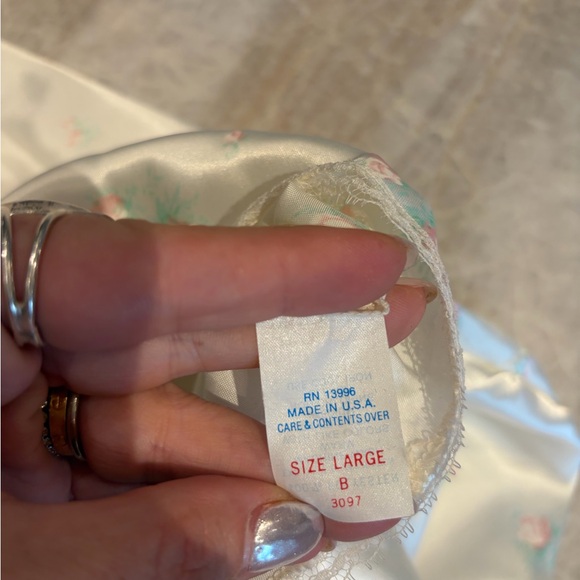 RN 13996
MADE IN U.S.A.
CARE & CONTENTS OVER
SIZE LARGE
B
3097